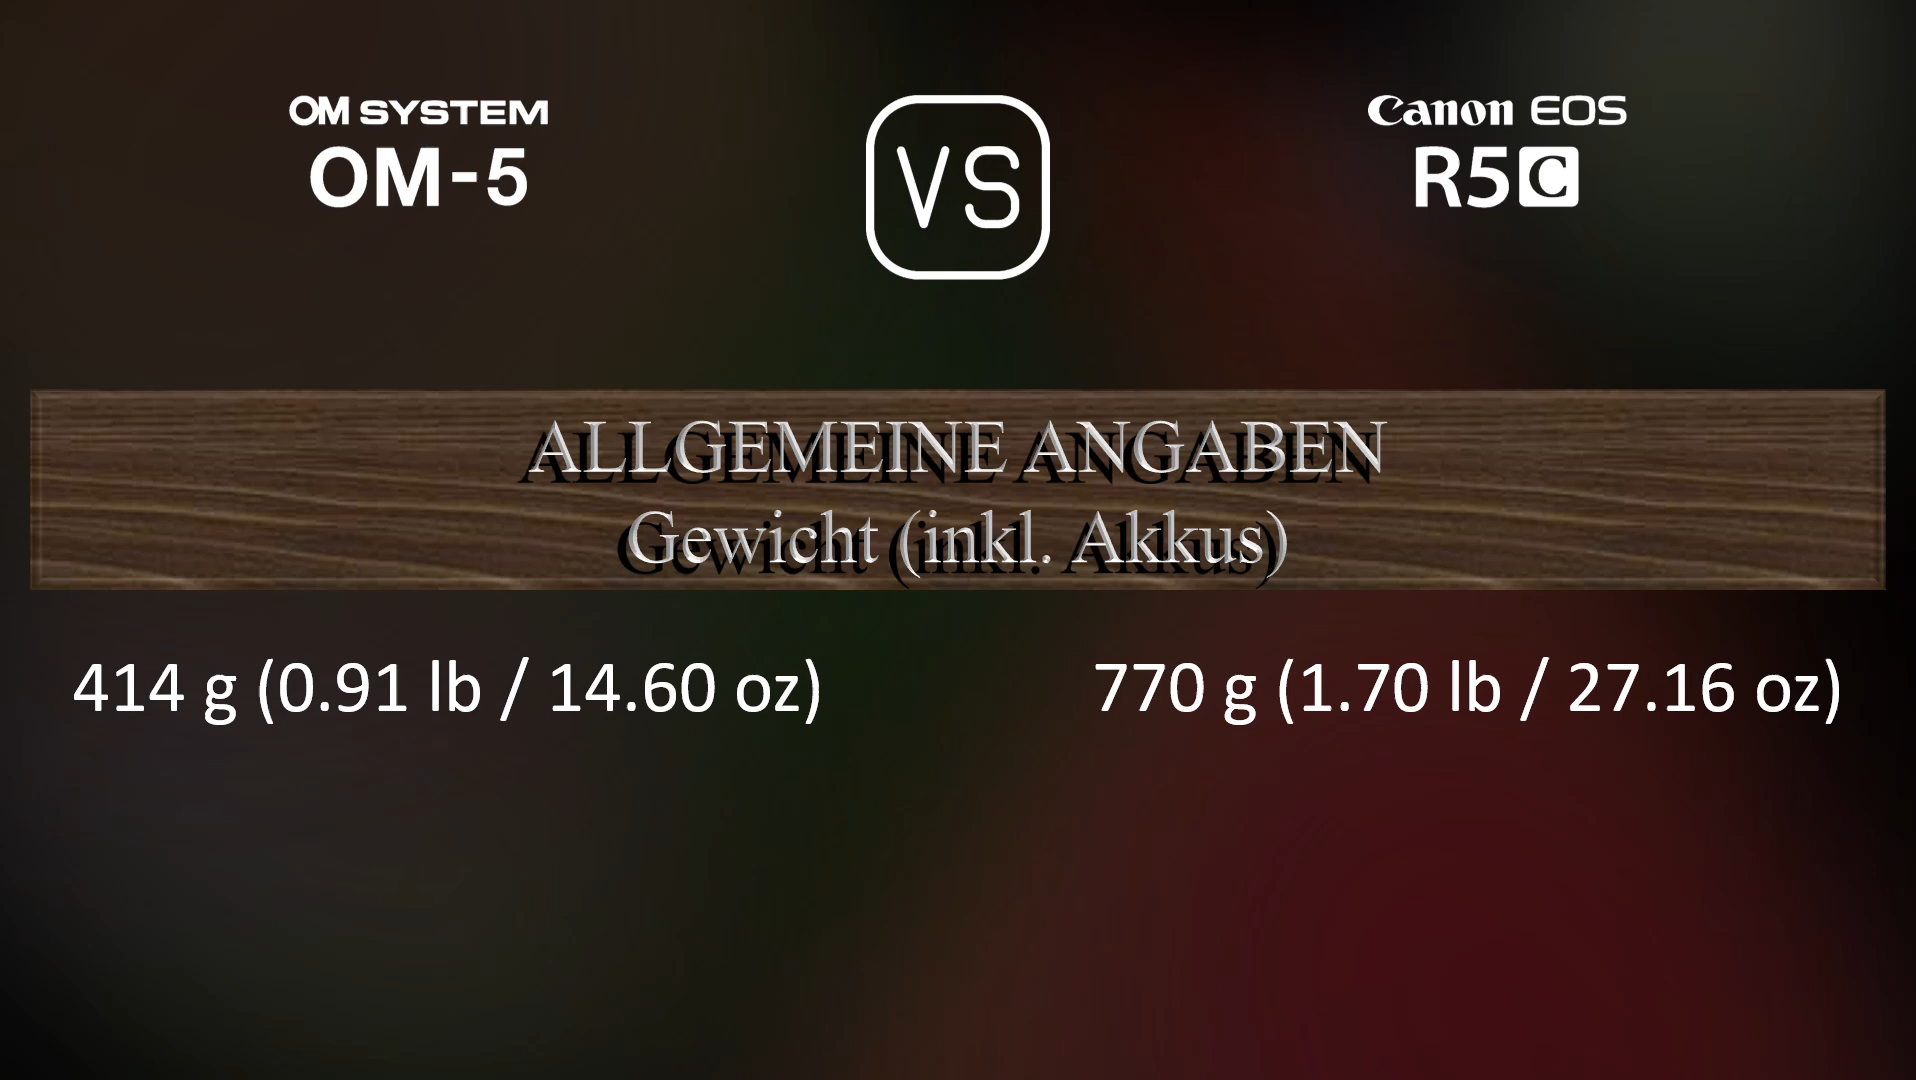 OM SYSTEM
OM-5
VS
Canon EOS
R5 C
ALLGEMEINE ANGABEN
Gewicht (inkl. Akkus)
414 g (0.91 lb / 14.60 oz)
770 g (1.70 lb / 27.16 oz)